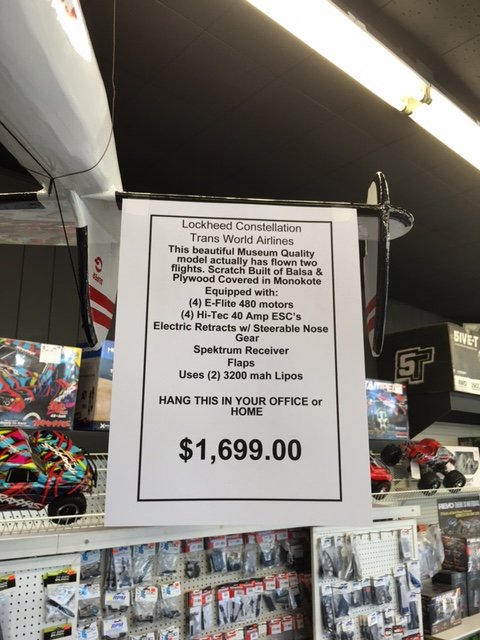 Lockheed Constellation
Trans World Airlines
This beautiful Museum Quality
model actually has flown two
flights. Scratch Built of Balsa &
Plywood Covered in Monokote
Equipped with:
(4) E-Flite 480 motors
(4) Hi-Tec 40 Amp ESC's
Electric Retracts w/ Steerable Nose
Gear
Spektrum Receiver
Flaps
Uses (2) 3200 mah Lipos
HANG THIS IN YOUR OFFICE or
HOME
$1,699.00
5IVE-T